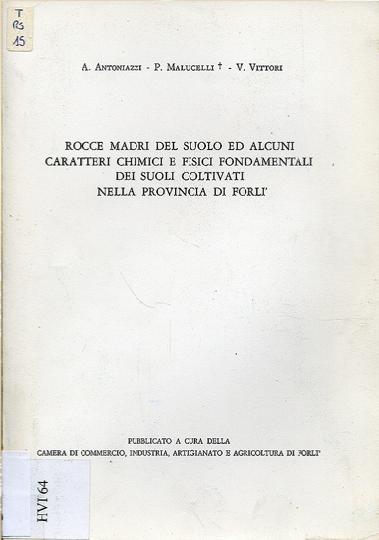 T
RS
15
A. ANTONIAZZI - P. MALUCELLI † - V. VITTORI
ROCCE MADRI DEL SUOLO ED ALCUNI
CARATTERI CHIMICI E FISICI FONDAMENTALI
DEI SUOLI COLTIVATI
NELLA PROVINCIA DI FORLI'
PUBBLICATO A CURA DELLA
CAMERA DI COMMERCIO, INDUSTRIA, ARTIGIANATO E AGRICOLTURA DI FORLI'
HVI 64